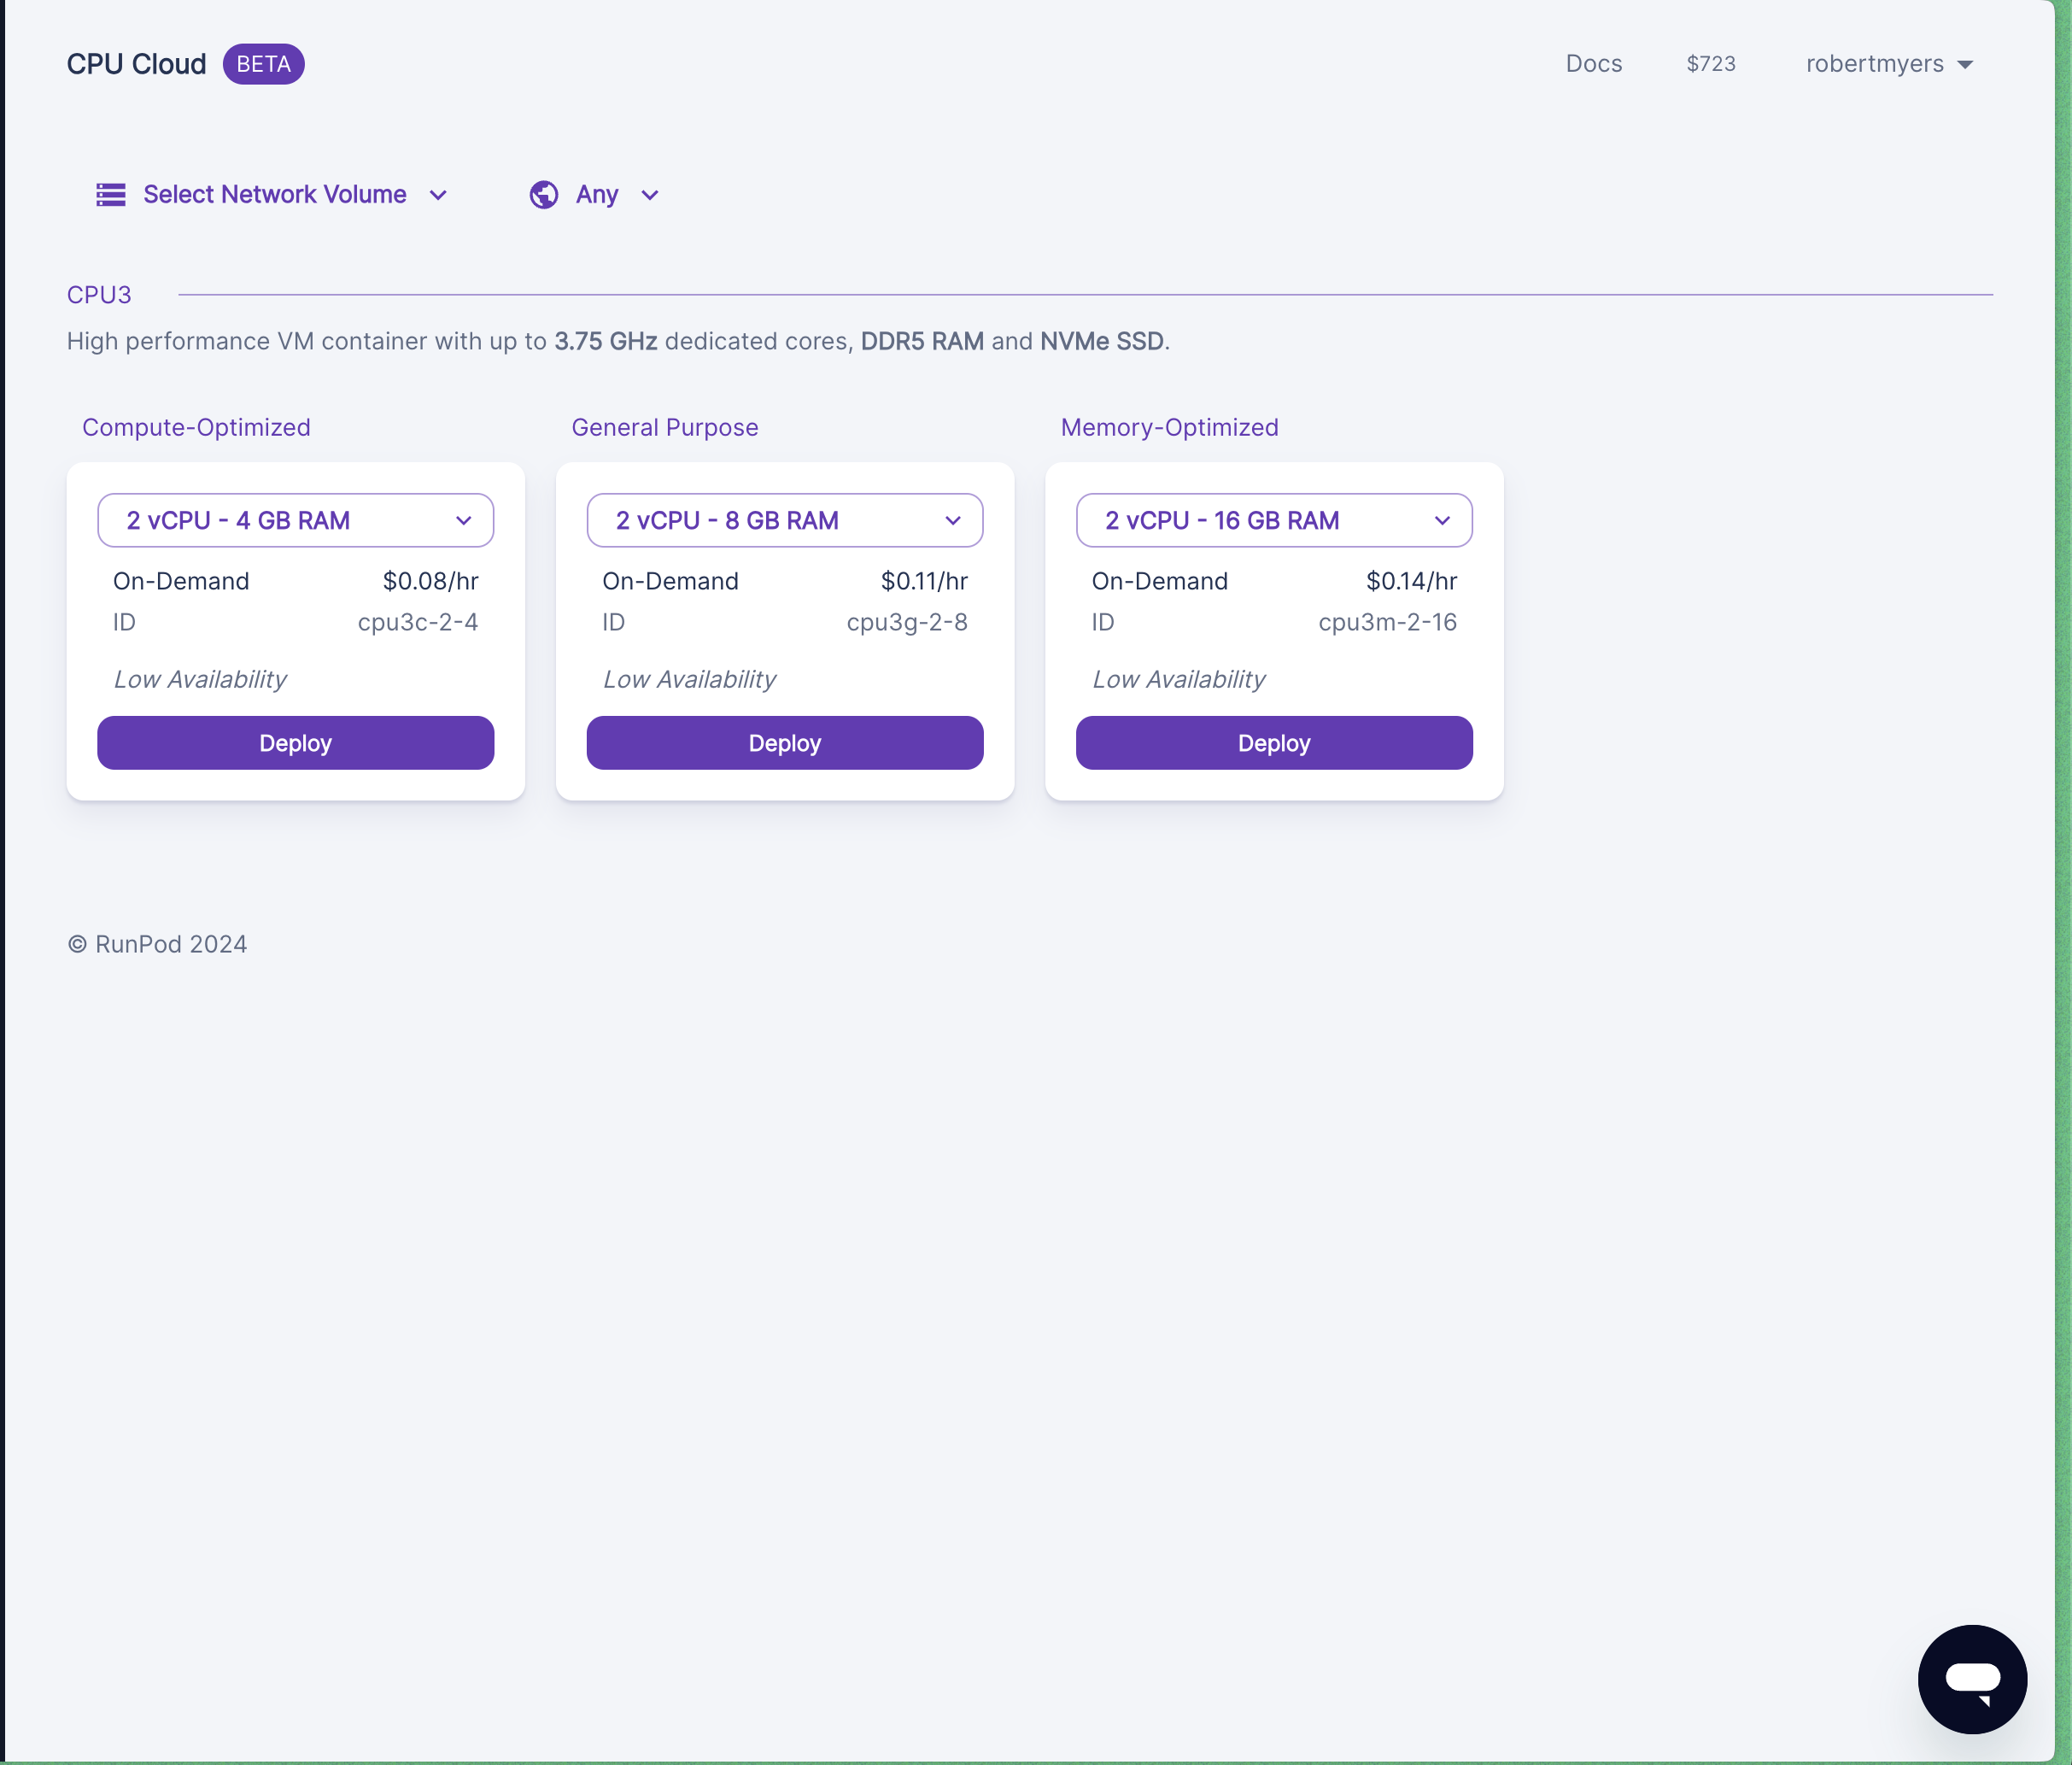 CPU Cloud BETA Docs $723 robertmyers
Select Network Volume Any
CPU3
High performance VM container with up to 3.75 GHz dedicated cores, DDR5 RAM and NVMe SSD.
Compute-Optimized
2 vCPU - 4 GB RAM
On-Demand $0.08/hr
ID cpu3c-2-4
Low Availability
Deploy
General Purpose
2 vCPU - 8 GB RAM
On-Demand $0.11/hr
ID cpu3g-2-8
Low Availability
Deploy
Memory-Optimized
2 vCPU - 16 GB RAM
On-Demand $0.14/hr
ID cpu3m-2-16
Low Availability
Deploy
© RunPod 2024